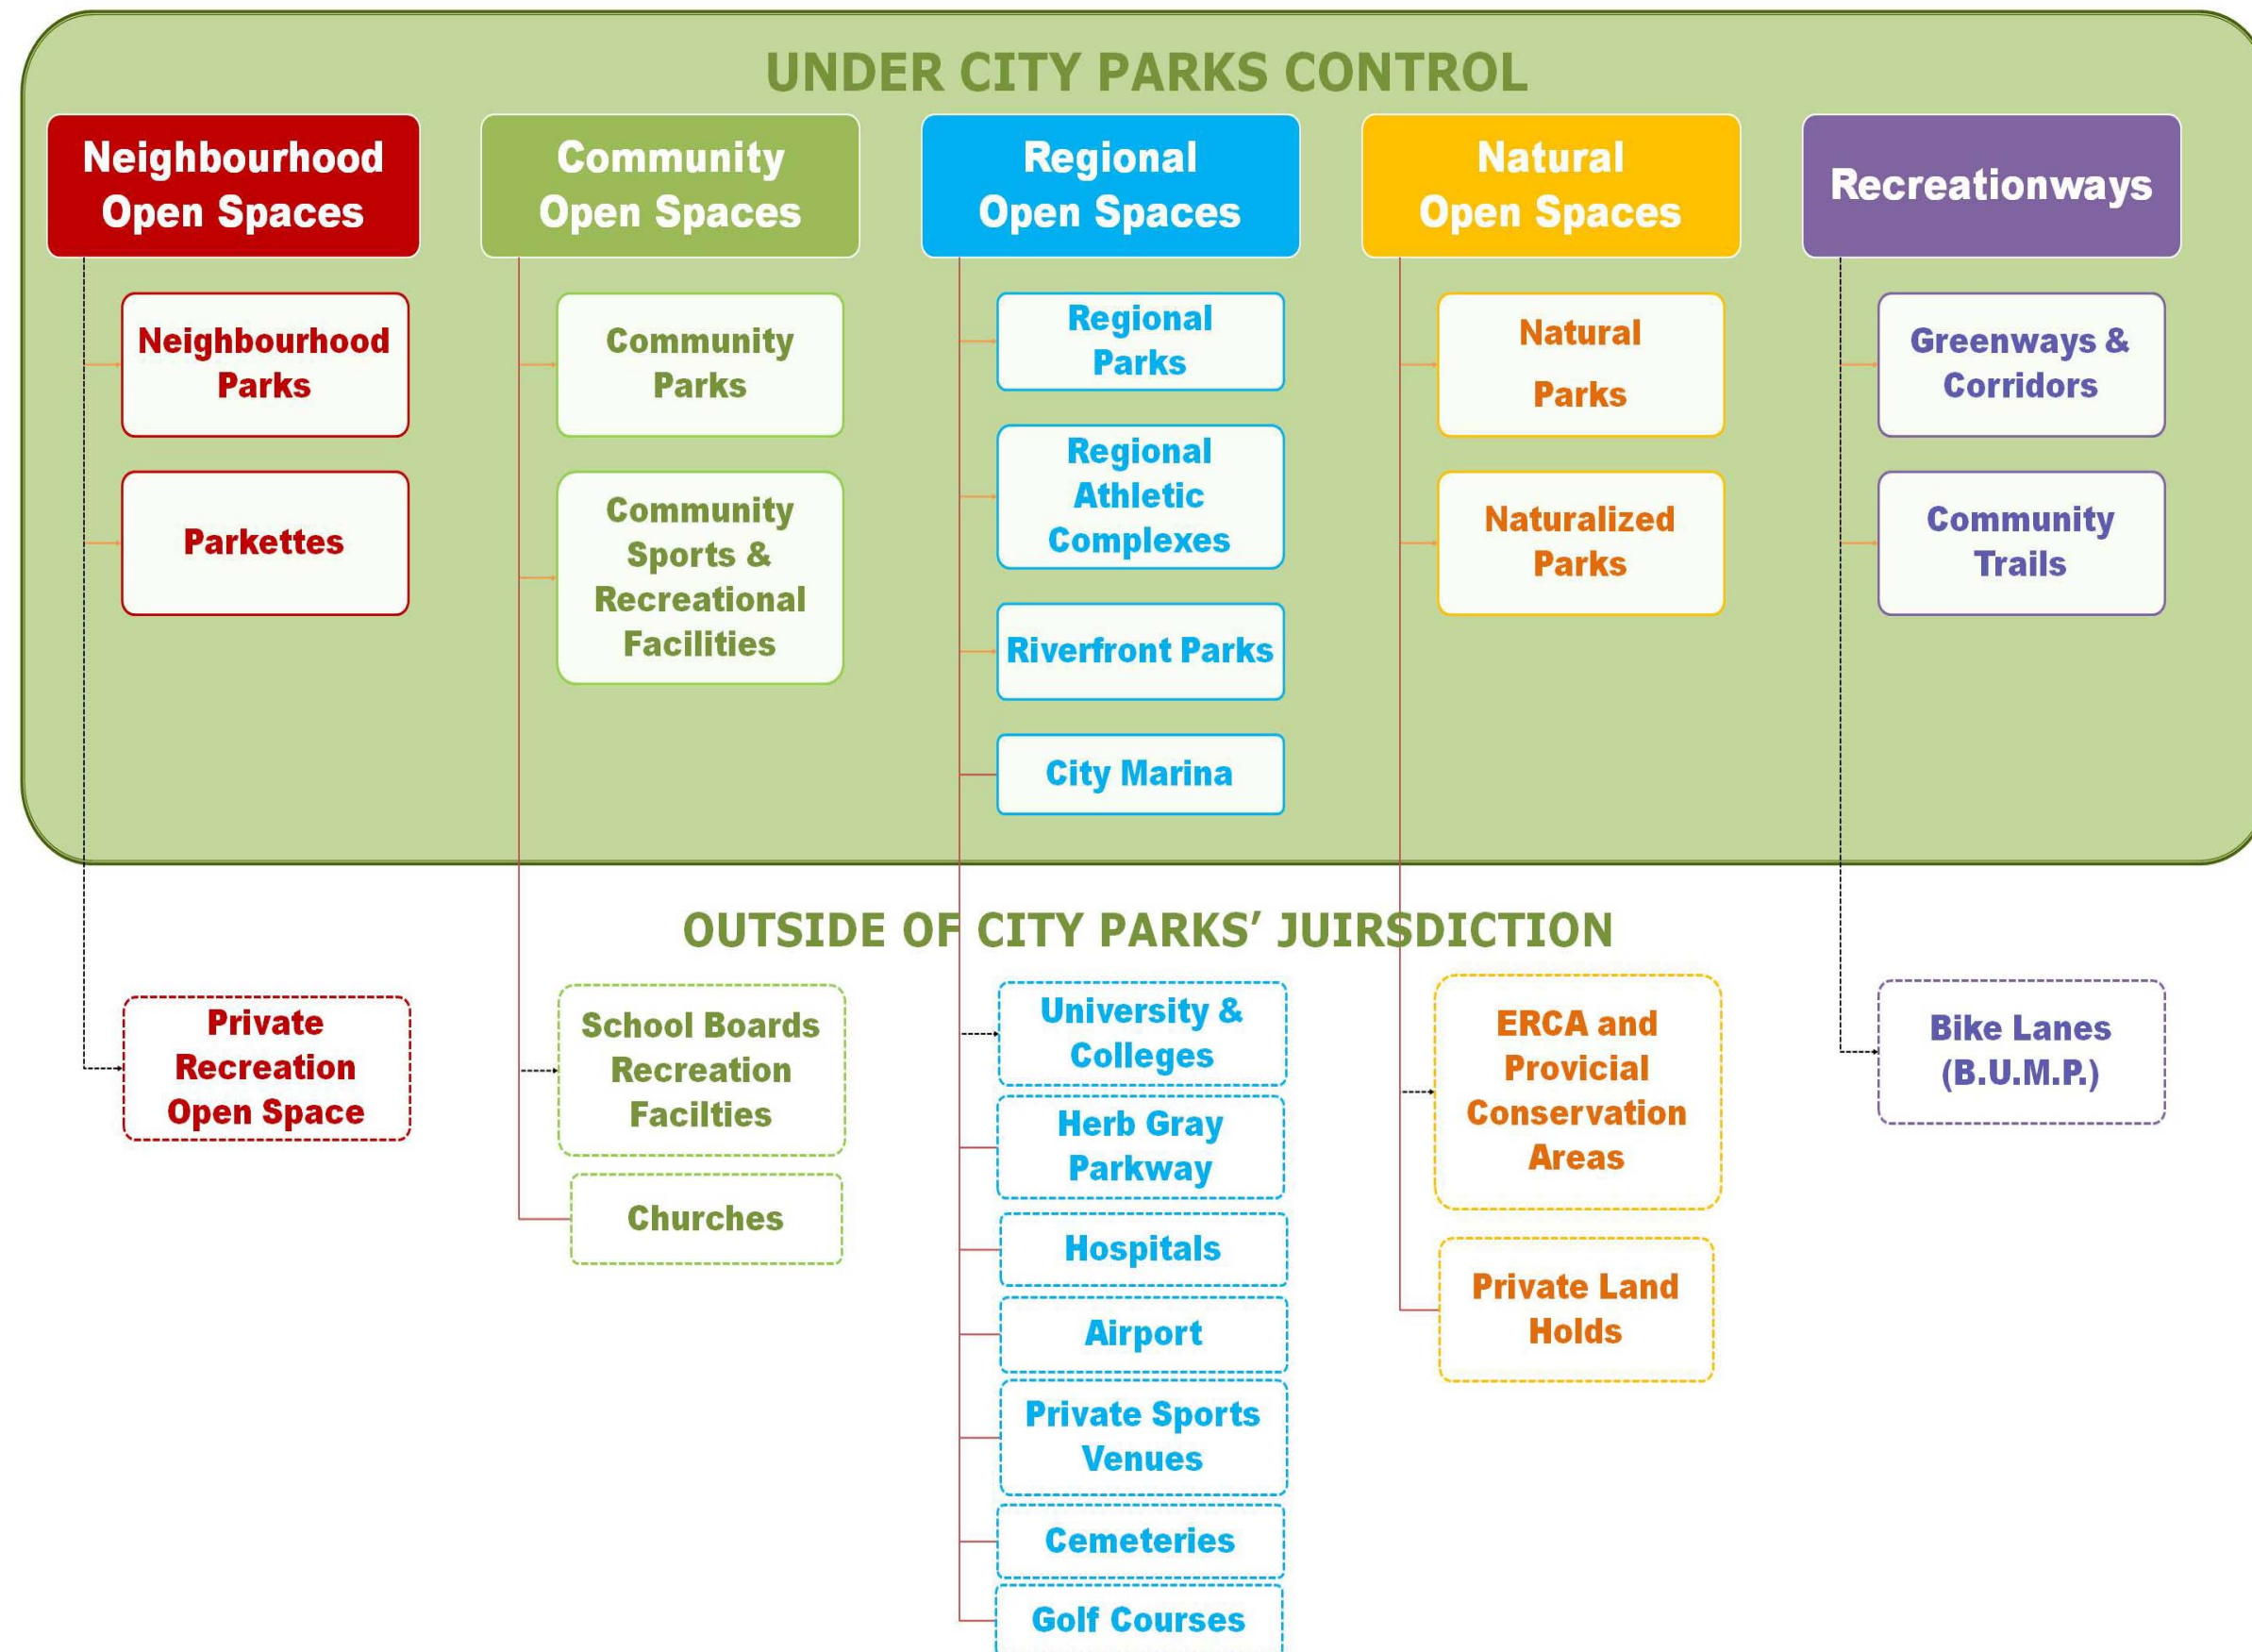 UNDER CITY PARKS CONTROL
Neighbourhood
Open Spaces
Neighbourhood
Parks
Parkettes
Community
Open Spaces
Community
Parks
Community
Sports &
Recreational
Facilities
Regional
Open Spaces
Regional
Parks
Regional
Athletic
Complexes
Riverfront Parks
City Marina
Natural
Open Spaces
Natural
Parks
Naturalized
Parks
Recreationways
Greenways &
Corridors
Community
Trails
OUTSIDE OF CITY PARKS’ JUIRSDICTION
Private
Recreation
Open Space
School Boards
Recreation
Facilties
Churches
University &
Colleges
Herb Gray
Parkway
Hospitals
Airport
Private Sports
Venues
Cemeteries
Golf Courses
ERCA and
Provicial
Conservation
Areas
Private Land
Holds
Bike Lanes
(B.U.M.P.)